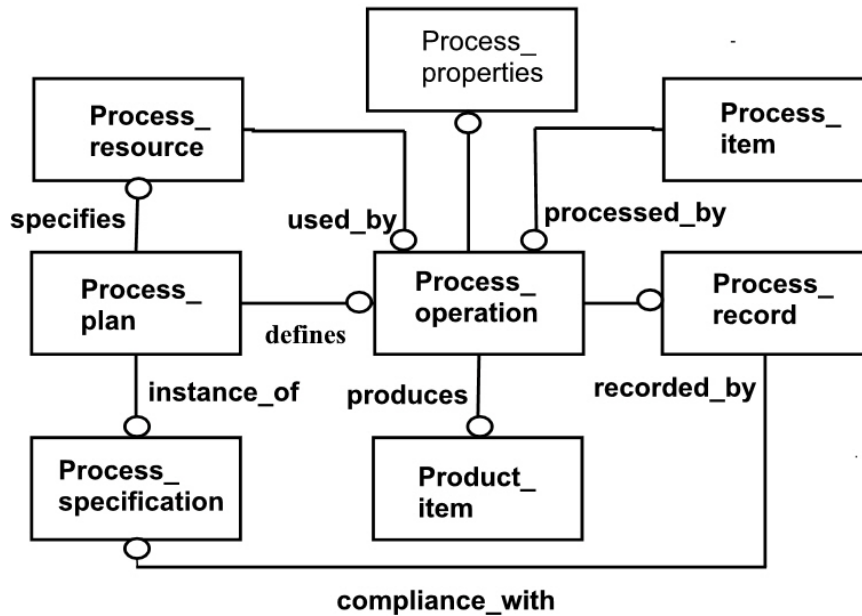 Process_
properties
Process_
resource
Process_
item
specifies
used_by
processed_by
Process_
plan
Process_
operation
Process_
record
defines
instance_of
produces
recorded_by
Process_
specification
Product_
item
compliance_with